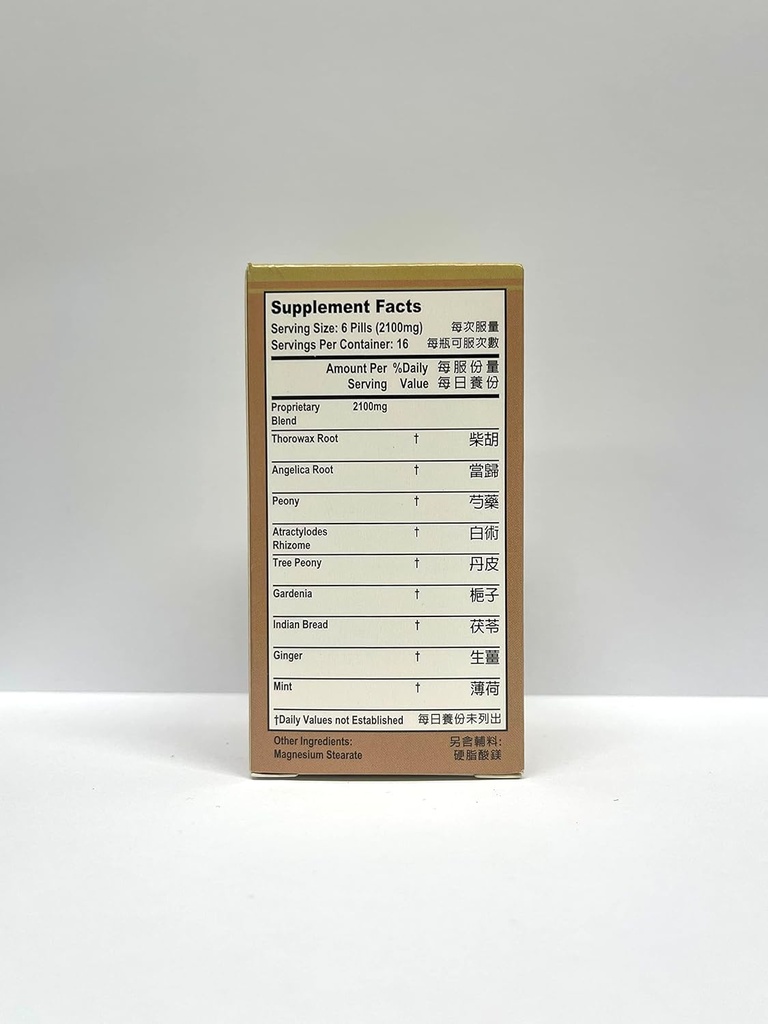 Supplement Facts
Serving Size: 6 Pills (2100mg) 每次服量
Servings Per Container: 16 每瓶可服次數
Amount Per %Daily 每服份量
Serving Value 每日養份
Proprietary 2100mg
Blend
Thorowax Root † 柴胡
Angelica Root † 當歸
Peony † 芍藥
Atractylodes † 白術
Rhizome
Tree Peony † 丹皮
Gardenia † 梔子
Indian Bread † 茯苓
Ginger † 生薑
Mint † 薄荷
†Daily Values not Established 每日養份未列出
Other Ingredients: 另含輔料:
Magnesium Stearate 硬脂酸鎂